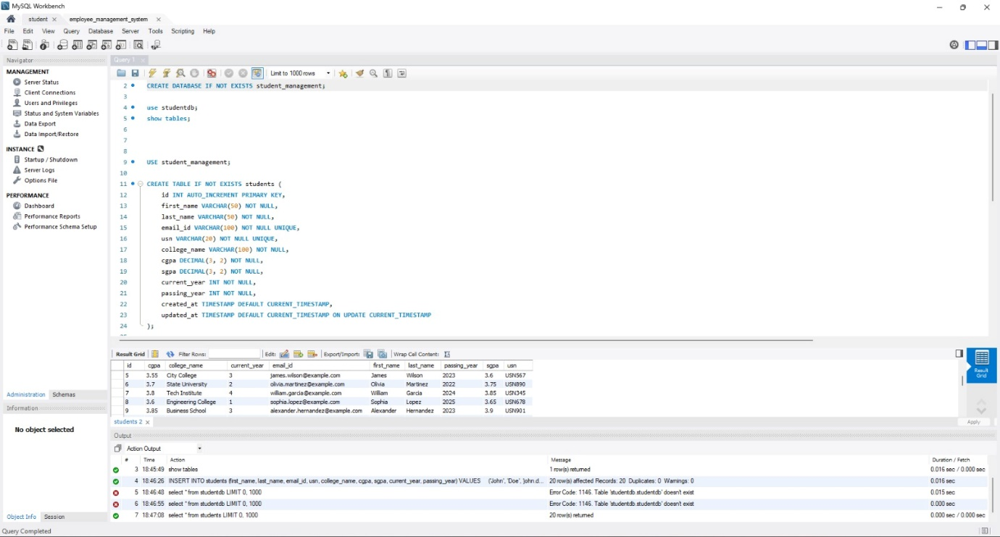 MySQL Workbench
student × employee_management_system ×
File Edit View Query Database Server Tools Scripting Help
Navigator
MANAGEMENT
Server Status
Client Connections
Users and Privileges
Status and System Variables
Data Export
Data Import/Restore
INSTANCE
Startup / Shutdown
Server Logs
Options File
PERFORMANCE
Dashboard
Performance Reports
Performance Schema Setup
Administration Schemas
Information
No object selected
Object Info Session
Query 1 ×
Limit to 1000 rows
2 CREATE DATABASE IF NOT EXISTS student_management;
3
4 use studentdb;
5 show tables;
6
7
8
9 USE student_management;
10
11 CREATE TABLE IF NOT EXISTS students (
12 id INT AUTO_INCREMENT PRIMARY KEY,
13 first_name VARCHAR(50) NOT NULL,
14 last_name VARCHAR(50) NOT NULL,
15 email_id VARCHAR(100) NOT NULL UNIQUE,
16 usn VARCHAR(20) NOT NULL UNIQUE,
17 college_name VARCHAR(100) NOT NULL,
18 cgpa DECIMAL(3, 2) NOT NULL,
19 sgpa DECIMAL(3, 2) NOT NULL,
20 current_year INT NOT NULL,
21 passing_year INT NOT NULL,
22 created_at TIMESTAMP DEFAULT CURRENT_TIMESTAMP,
23 updated_at TIMESTAMP DEFAULT CURRENT_TIMESTAMP ON UPDATE CURRENT_TIMESTAMP
24 );
Result Grid Filter Rows: Edit: Export/Import: Wrap Cell Content:
id cgpa college_name current_year email_id first_name last_name passing_year sgpa usn
5 3.55 City College 3 james.wilson@example.com James Wilson 2023 3.6 USN567
6 3.7 State University 2 olivia.martinez@example.com Olivia Martinez 2022 3.75 USN890
7 3.8 Tech Institute 4 william.garcia@example.com William Garcia 2024 3.85 USN345
8 3.6 Engineering College 1 sophia.lopez@example.com Sophia Lopez 2025 3.65 USN678
9 3.85 Business School 3 alexander.hernandez@example.com Alexander Hernandez 2023 3.9 USN901
Result Grid
students 2 × Apply
Output
Action Output
# Time Action Message Duration / Fetch
3 18:45:49 show tables 1 row(s) returned 0.016 sec / 0.000 sec
4 18:46:26 INSERT INTO students (first_name, last_name, email_id, usn, college_name, cgpa, sgpa, current_year, passing_year) VALUES ('John', 'Doe', 'john.d... 20 row(s) affected Records: 20 Duplicates: 0 Warnings: 0 0.016 sec
5 18:46:48 select * from studentdb LIMIT 0, 1000 Error Code: 1146. Table 'studentdb.studentdb' doesn't exist 0.015 sec
6 18:46:55 select * from studentdb LIMIT 0, 1000 Error Code: 1146. Table 'studentdb.studentdb' doesn't exist 0.000 sec
7 18:47:08 select * from students LIMIT 0, 1000 20 row(s) returned 0.000 sec / 0.000 sec
Query Completed